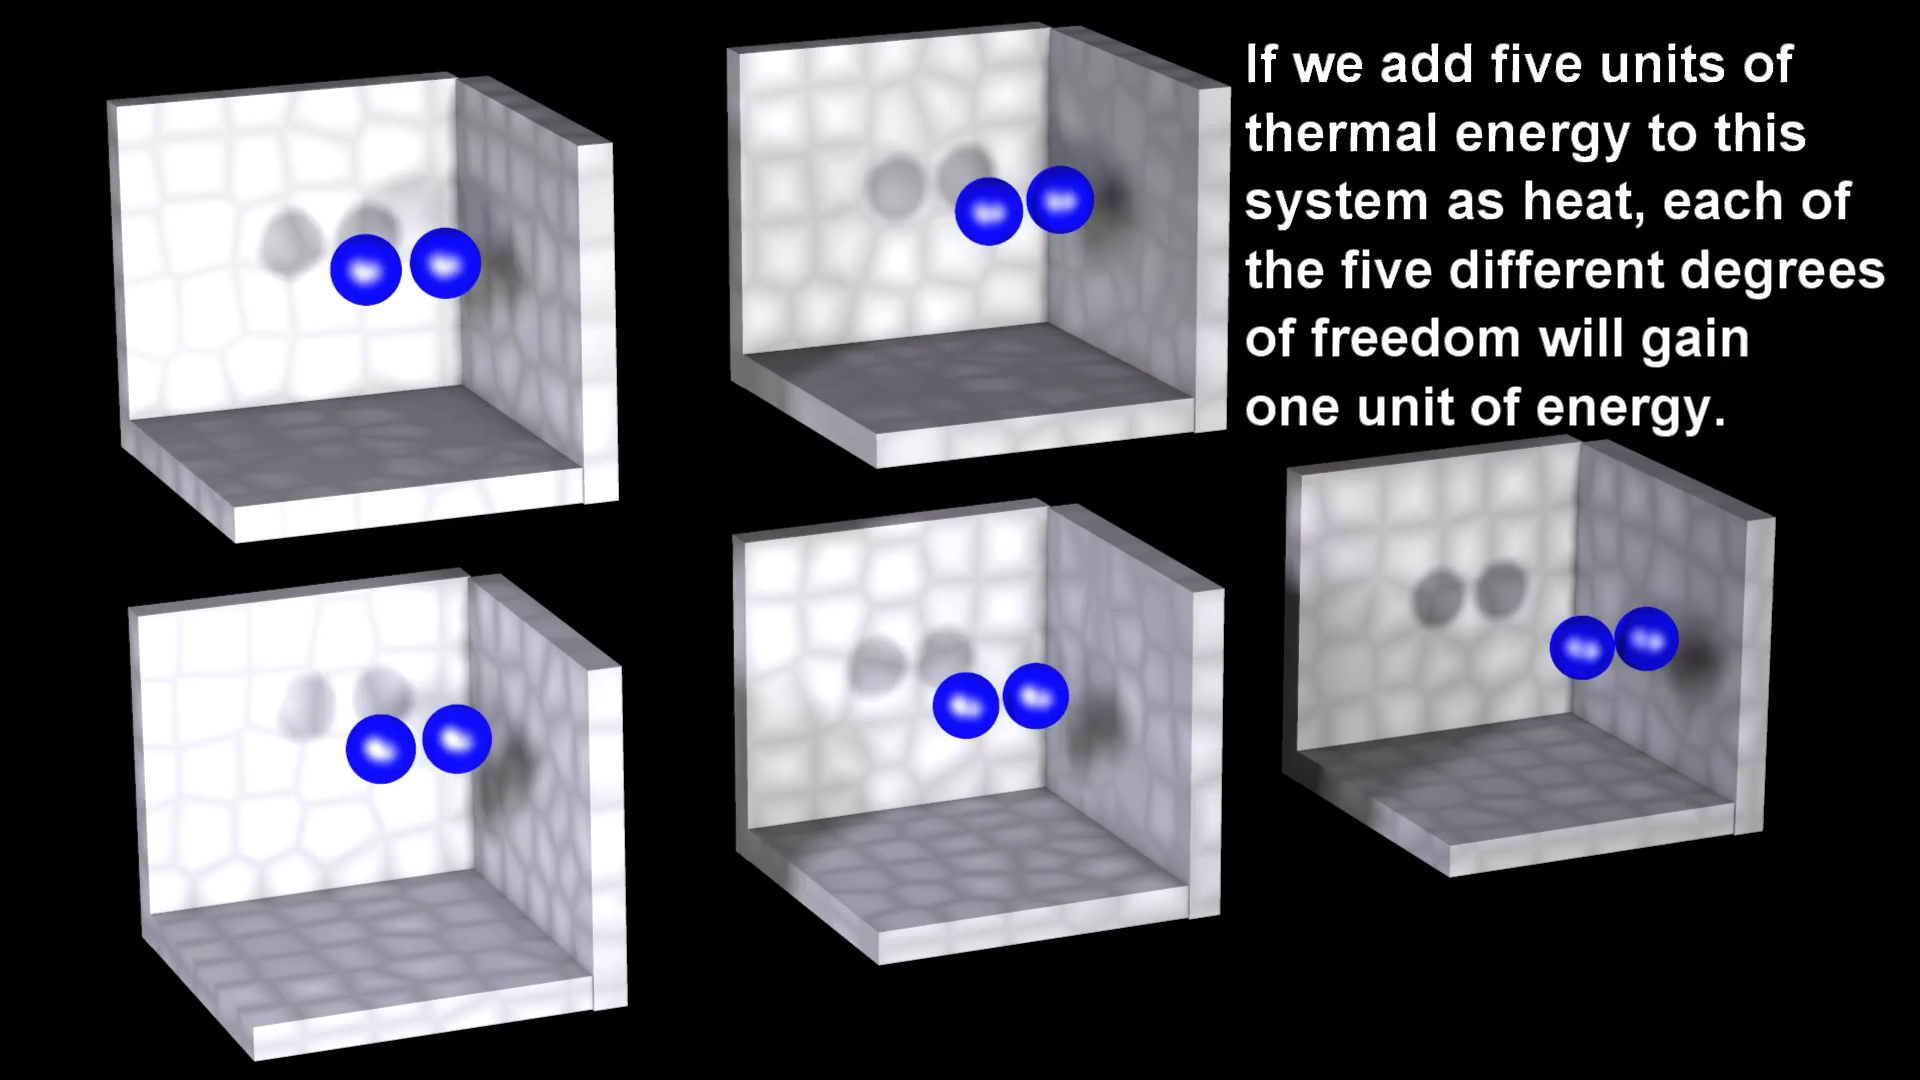 If we add five units of
thermal energy to this
system as heat, each of
the five different degrees
of freedom will gain
one unit of energy.